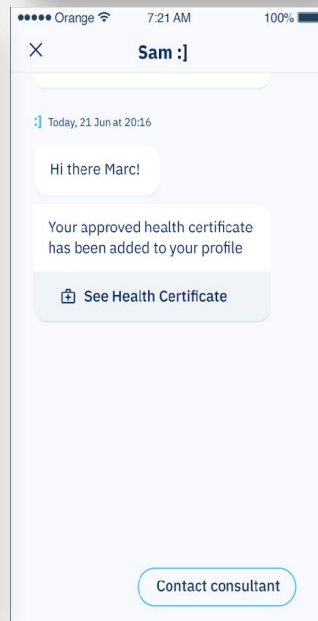 Orange 7:21 AM 100%
Sam :]
:] Today, 21 Jun at 20:16
Hi there Marc!
Your approved health certificate
has been added to your profile
See Health Certificate
Contact consultant